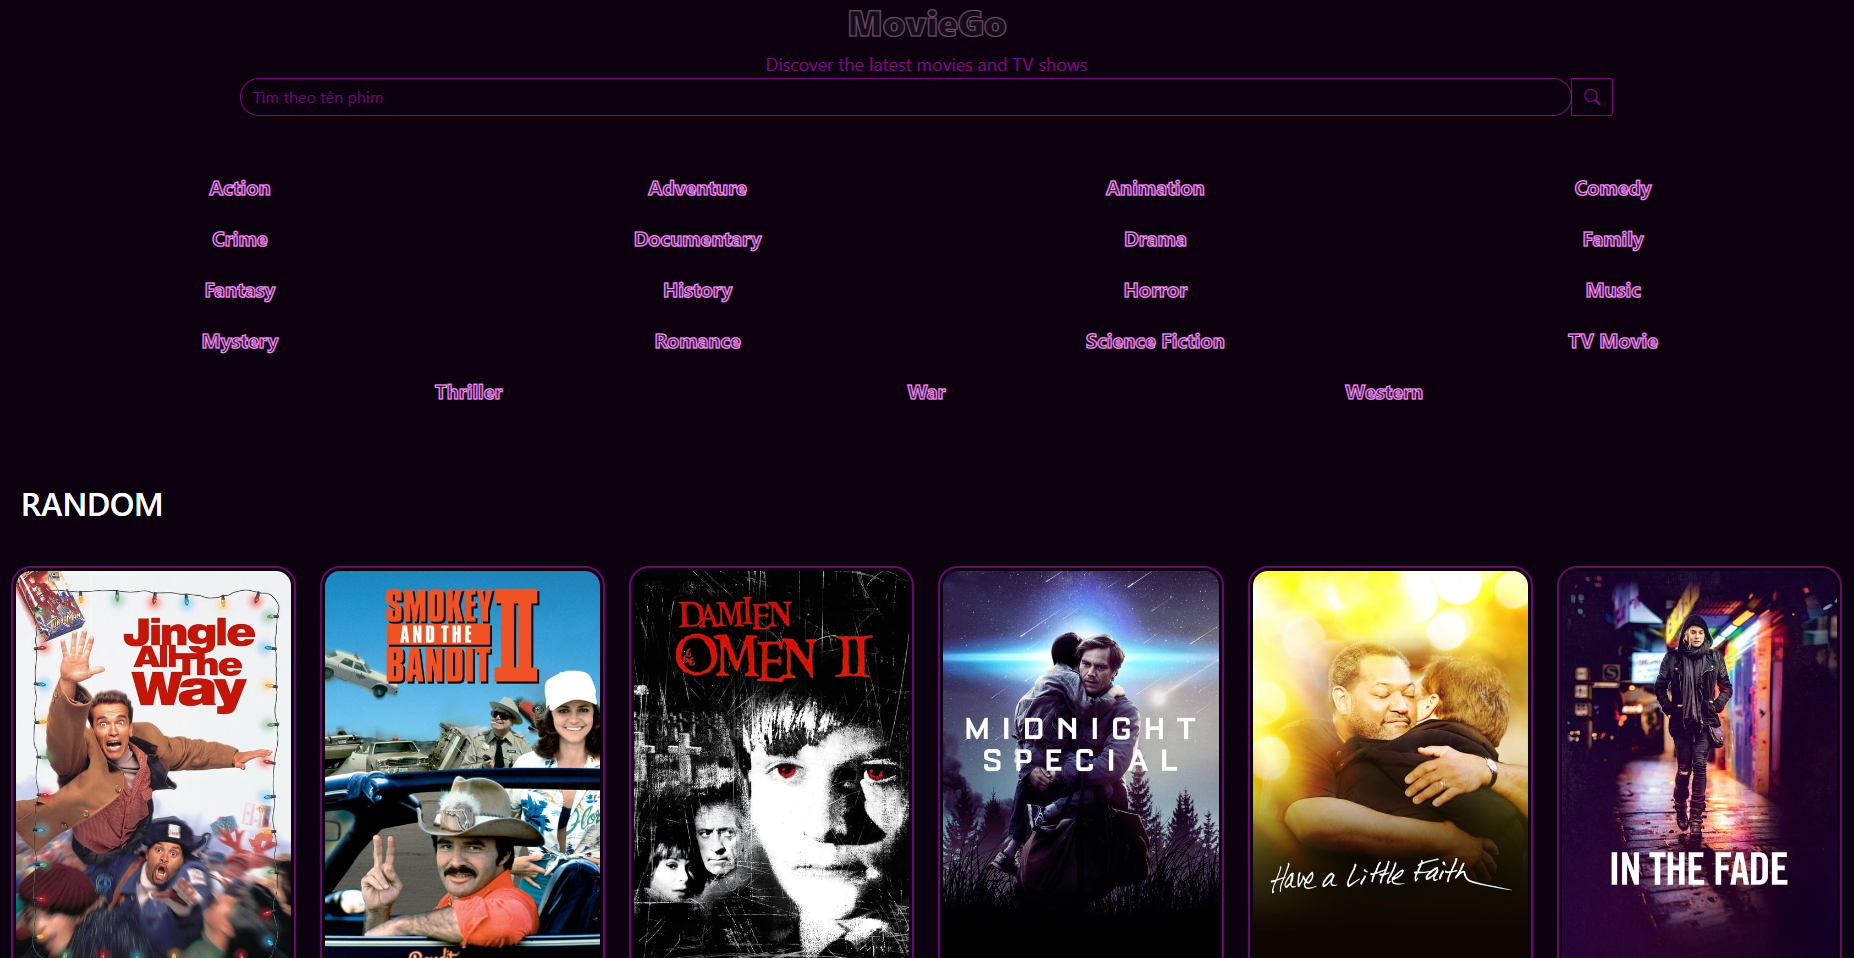 MovieGo
Discover the latest movies and TV shows
Tìm theo tên phim
Action Adventure Animation Comedy
Crime Documentary Drama Family
Fantasy History Horror Music
Mystery Romance Science Fiction TV Movie
Thriller War Western
RANDOM
Jingle
All The
Way
SMOKEY
AND THE
BANDIT II
DAMIEN
OMEN II
MIDNIGHT
SPECIAL
Have a Little Faith
IN THE FADE